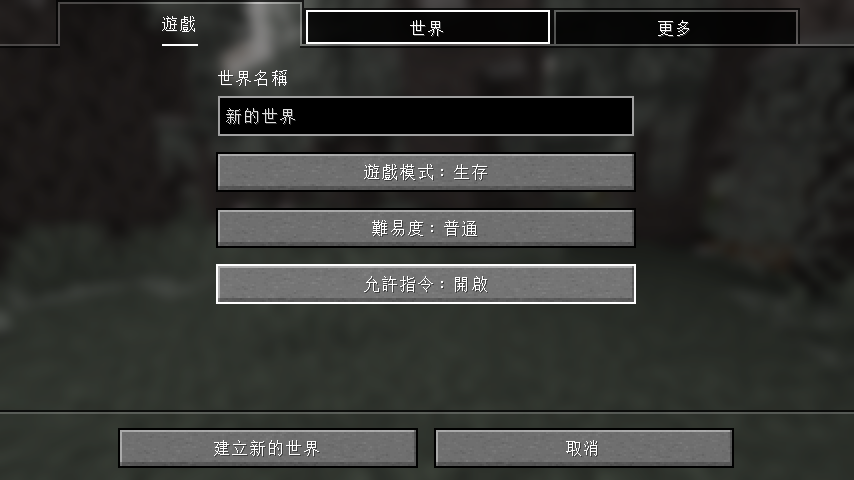 遊戲
世界
更多
世界名稱
新的世界
遊戲模式：生存
難易度：普通
允許指令：開啟
建立新的世界
取消